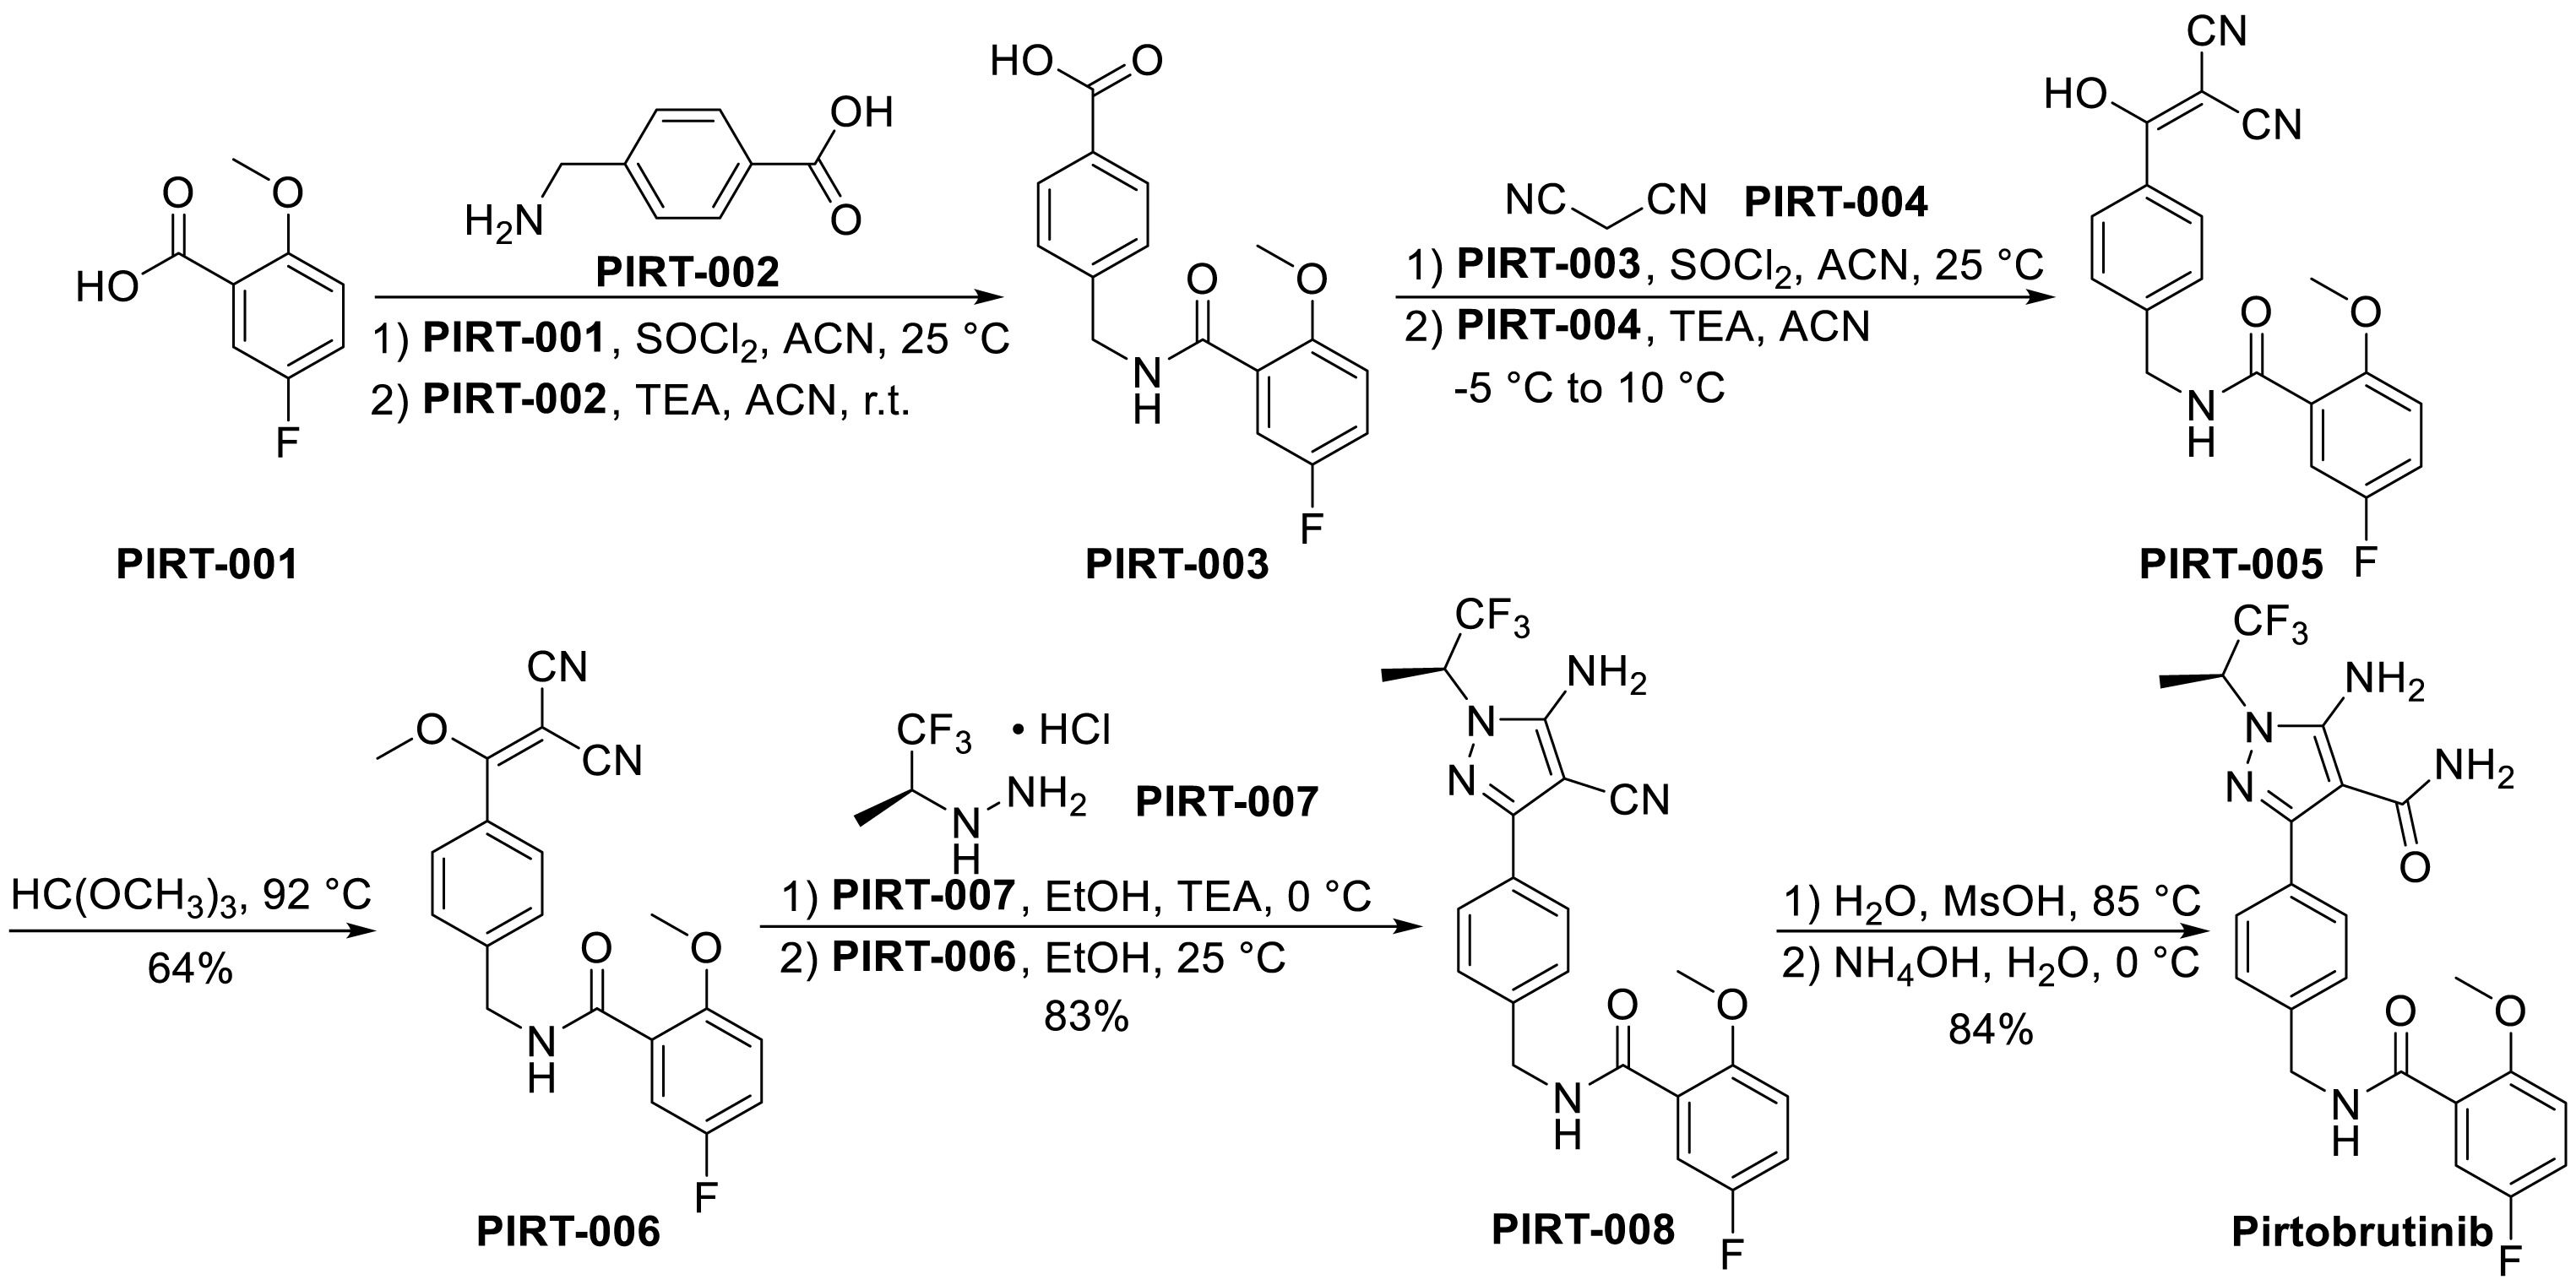 HO O
CN
HO CN
O O
HO
F
H₂N OH
O
PIRT-002
1) PIRT-001, SOCl₂, ACN, 25 °C
2) PIRT-002, TEA, ACN, r.t.
O O
N
H
F
NC CN PIRT-004
1) PIRT-003, SOCl₂, ACN, 25 °C
2) PIRT-004, TEA, ACN
-5 °C to 10 °C
O O
N
H
F
PIRT-001
PIRT-003
PIRT-005
HC(OCH₃)₃, 92 °C
64%
CN
O CN
O O
N
H
F
PIRT-006
CF₃ • HCl
N NH₂
H
PIRT-007
1) PIRT-007, EtOH, TEA, 0 °C
2) PIRT-006, EtOH, 25 °C
83%
CF₃
NH₂
N
N
CN
O O
N
H
F
PIRT-008
1) H₂O, MsOH, 85 °C
2) NH₄OH, H₂O, 0 °C
84%
CF₃
NH₂
N
N
NH₂
O
O O
N
H
Pirtobrutinib
F